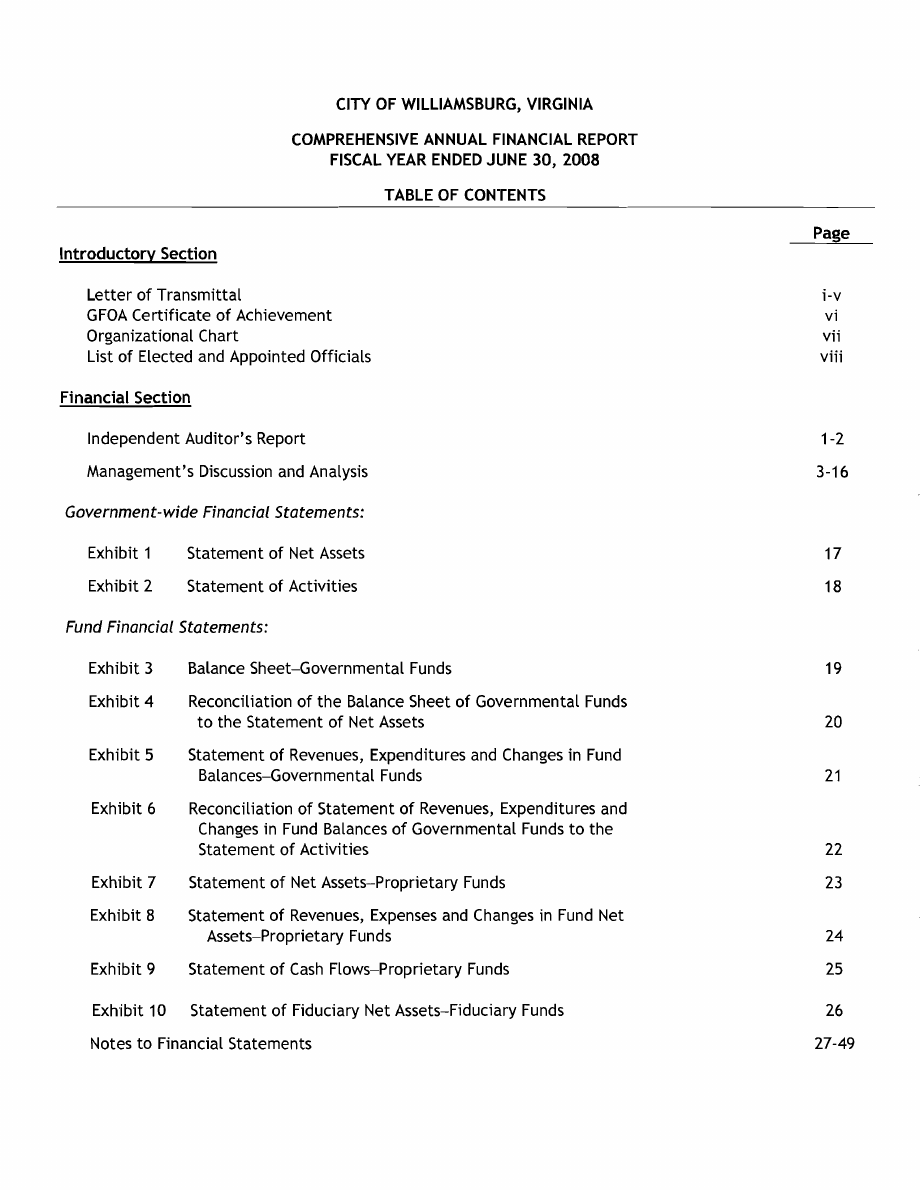 CITY OF WILLIAMSBURG, VIRGINIA
COMPREHENSIVE ANNUAL FINANCIAL REPORT
FISCAL YEAR ENDED JUNE 30, 2008
TABLE OF CONTENTS
Page
Introductory Section
Letter of Transmittal i-v
GFOA Certificate of Achievement vi
Organizational Chart vii
List of Elected and Appointed Officials viii
Financial Section
Independent Auditor's Report 1-2
Management's Discussion and Analysis 3-16
Government-wide Financial Statements:
Exhibit 1 Statement of Net Assets 17
Exhibit 2 Statement of Activities 18
Fund Financial Statements:
Exhibit 3 Balance Sheet–Governmental Funds 19
Exhibit 4 Reconciliation of the Balance Sheet of Governmental Funds
to the Statement of Net Assets 20
Exhibit 5 Statement of Revenues, Expenditures and Changes in Fund
Balances–Governmental Funds 21
Exhibit 6 Reconciliation of Statement of Revenues, Expenditures and
Changes in Fund Balances of Governmental Funds to the
Statement of Activities 22
Exhibit 7 Statement of Net Assets–Proprietary Funds 23
Exhibit 8 Statement of Revenues, Expenses and Changes in Fund Net
Assets–Proprietary Funds 24
Exhibit 9 Statement of Cash Flows–Proprietary Funds 25
Exhibit 10 Statement of Fiduciary Net Assets–Fiduciary Funds 26
Notes to Financial Statements 27-49